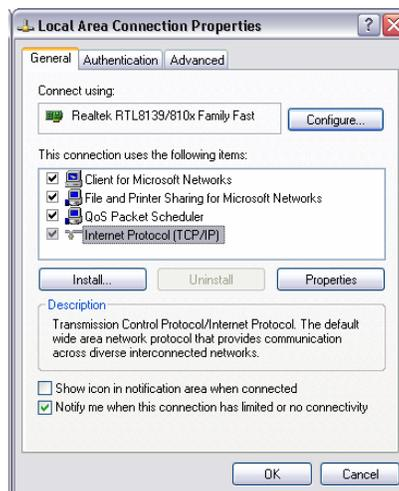 Local Area Connection Properties
General
Authentication
Advanced
Connect using:
Realtek RTL8139/810x Family Fast
Configure...
This connection uses the following items:
Client for Microsoft Networks
File and Printer Sharing for Microsoft Networks
QoS Packet Scheduler
Internet Protocol (TCP/IP)
Install...
Uninstall
Properties
Description
Transmission Control Protocol/Internet Protocol. The default
wide area network protocol that provides communication
across diverse interconnected networks.
Show icon in notification area when connected
Notify me when this connection has limited or no connectivity
OK
Cancel